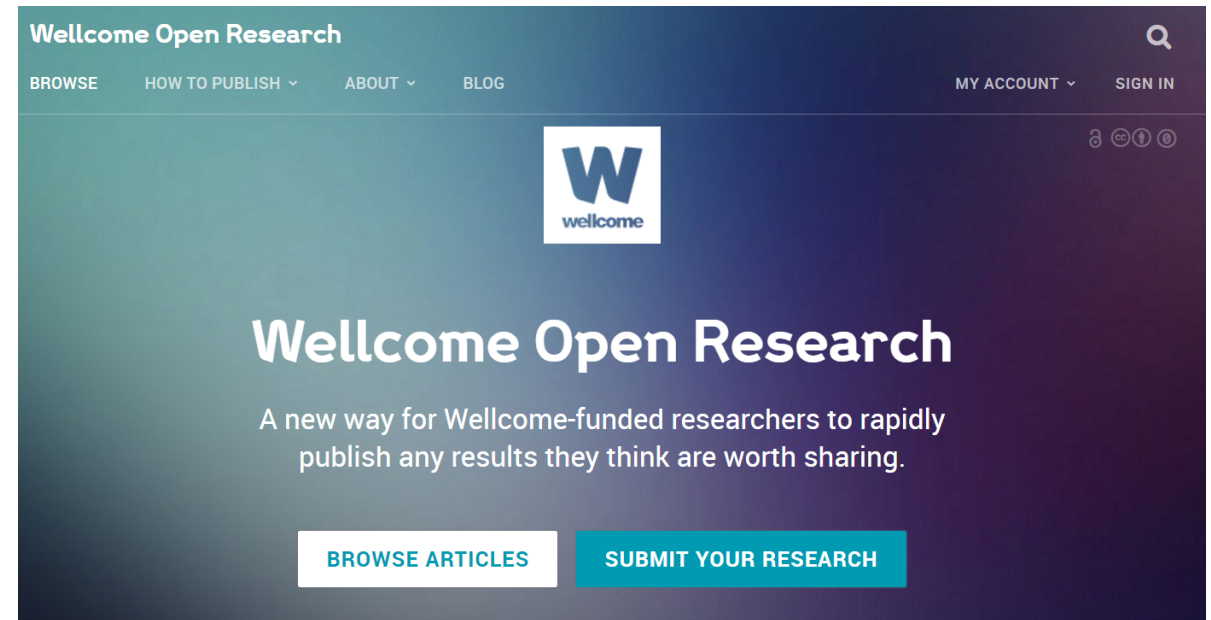 Wellcome Open Research
BROWSE HOW TO PUBLISH ABOUT BLOG MY ACCOUNT SIGN IN
W
wellcome
Wellcome Open Research
A new way for Wellcome-funded researchers to rapidly
publish any results they think are worth sharing.
BROWSE ARTICLES SUBMIT YOUR RESEARCH